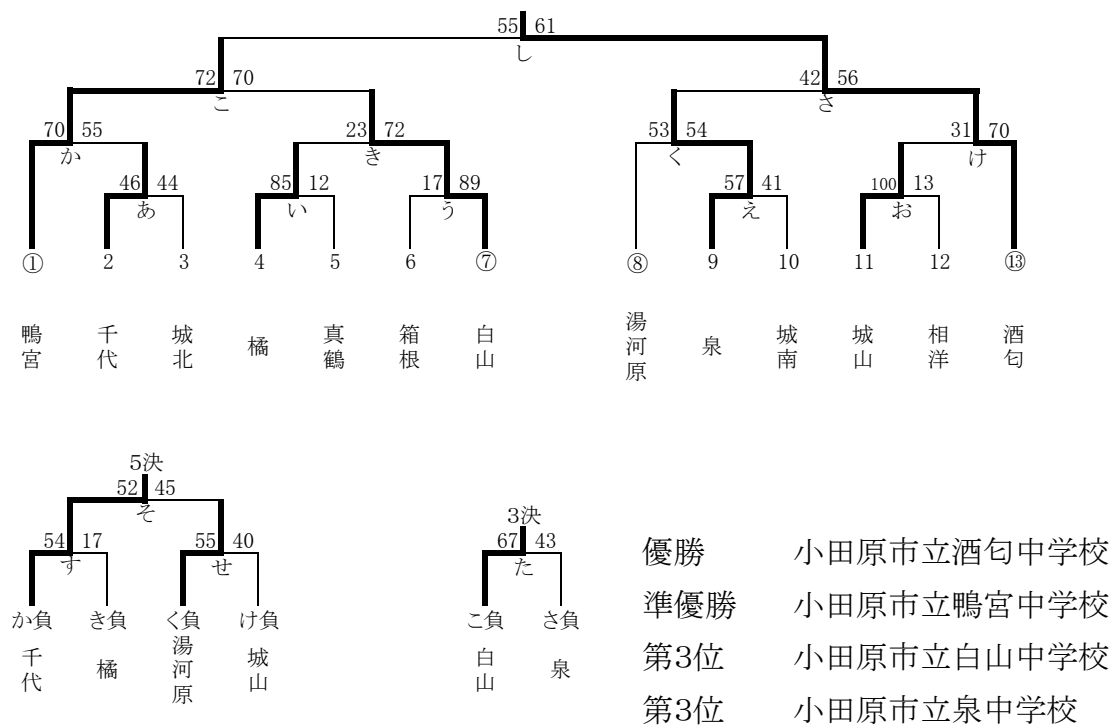 55 61
し
72 70 42 56
こ さ
70 55 23 72 53 54 31 70
か き く け
46 44 85 12 17 89 57 41 100 13
あ い う え お
① 2 3 4 5 6 ⑦ ⑧ 9 10 11 12 ⑬
鴨宮 千代 城北 橘 真鶴 箱根 白山 湯河原 泉 城南 城山 相洋 酒匂
5決
52 45
そ
54 17 55 40
す せ
か負 き負 く負 け負
千代 橘 湯河原 城山
3決
67 43
た
こ負 さ負
白山 泉
優勝 小田原市立酒匂中学校
準優勝 小田原市立鴨宮中学校
第3位 小田原市立白山中学校
第3位 小田原市立泉中学校